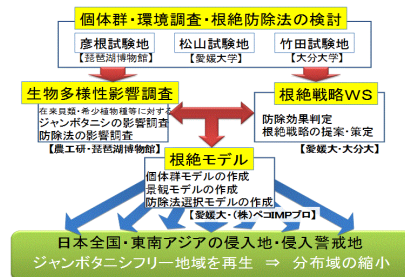 個体群・環境調査・根絶防除法の検討
彦根試験地 松山試験地 竹田試験地
【琵琶湖博物館】 【愛媛大学】 【大分大学】
生物多様性影響調査
在来貝類・希少植物種等に対する
ジャンボタニシの影響調査
防除法の影響調査
【農工研・琵琶湖博物館】
根絶戦略WS
防除効果判定
根絶戦略の提案・策定
【愛媛大・大分大】
根絶モデル
個体群モデルの作成
景観モデルの作成
防除法選択モデルの作成
【愛媛大・(株)ペコIMPプロ】
日本全国・東南アジアの侵入地・侵入警戒地
ジャンボタニシフリー地域を再生 ⇒ 分布域の縮小